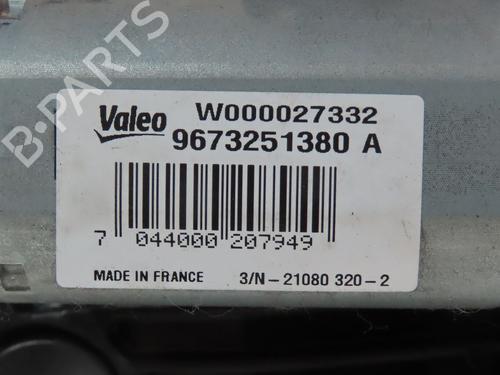 B-PARTS
Valeo
W000027332
9673251380 A
7 044000 207949
MADE IN FRANCE
3/N-21080 320-2